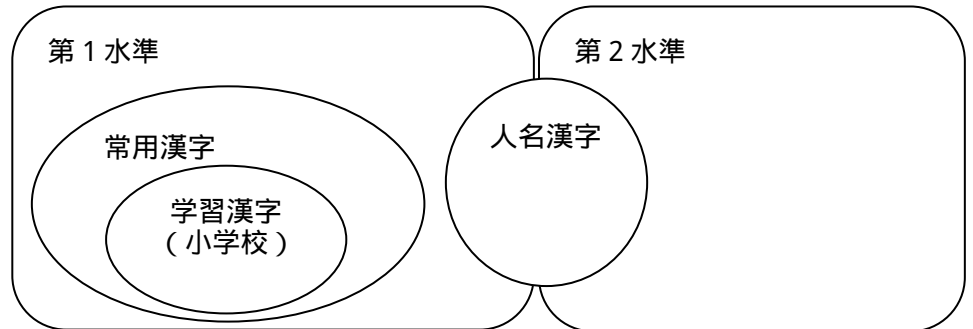 第１水準
第２水準
人名漢字
常用漢字
学習漢字
（小学校）